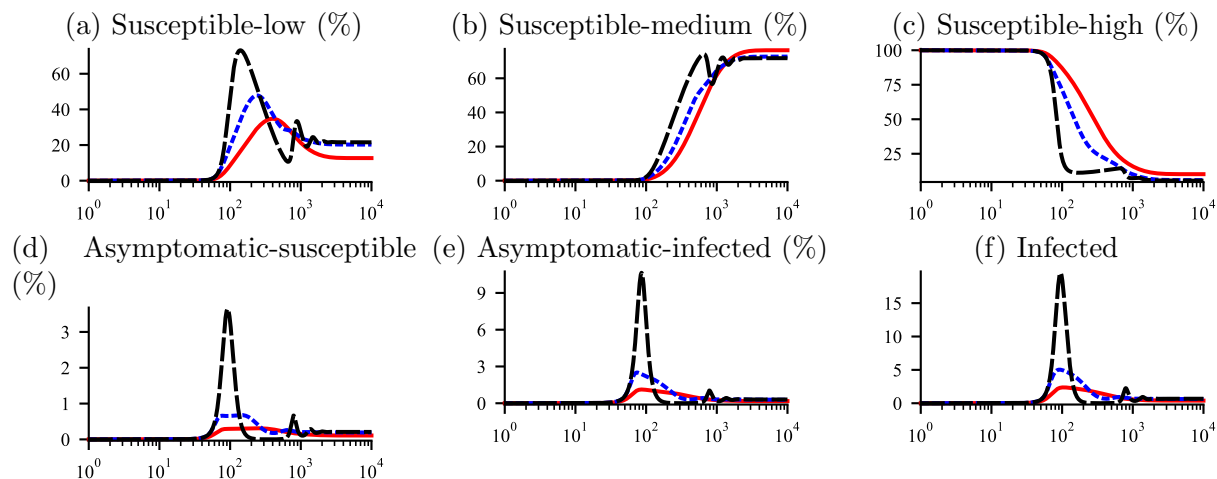 (a) Susceptible-low (%)
(b) Susceptible-medium (%)
(c) Susceptible-high (%)
60
40
20
0
10^0 10^1 10^2 10^3 10^4
60
40
20
0
10^0 10^1 10^2 10^3 10^4
100
75
50
25
10^0 10^1 10^2 10^3 10^4
(d) Asymptomatic-susceptible
(%)
(e) Asymptomatic-infected (%)
(f) Infected
3
2
1
0
10^0 10^1 10^2 10^3 10^4
9
6
3
0
10^0 10^1 10^2 10^3 10^4
15
10
5
0
10^0 10^1 10^2 10^3 10^4